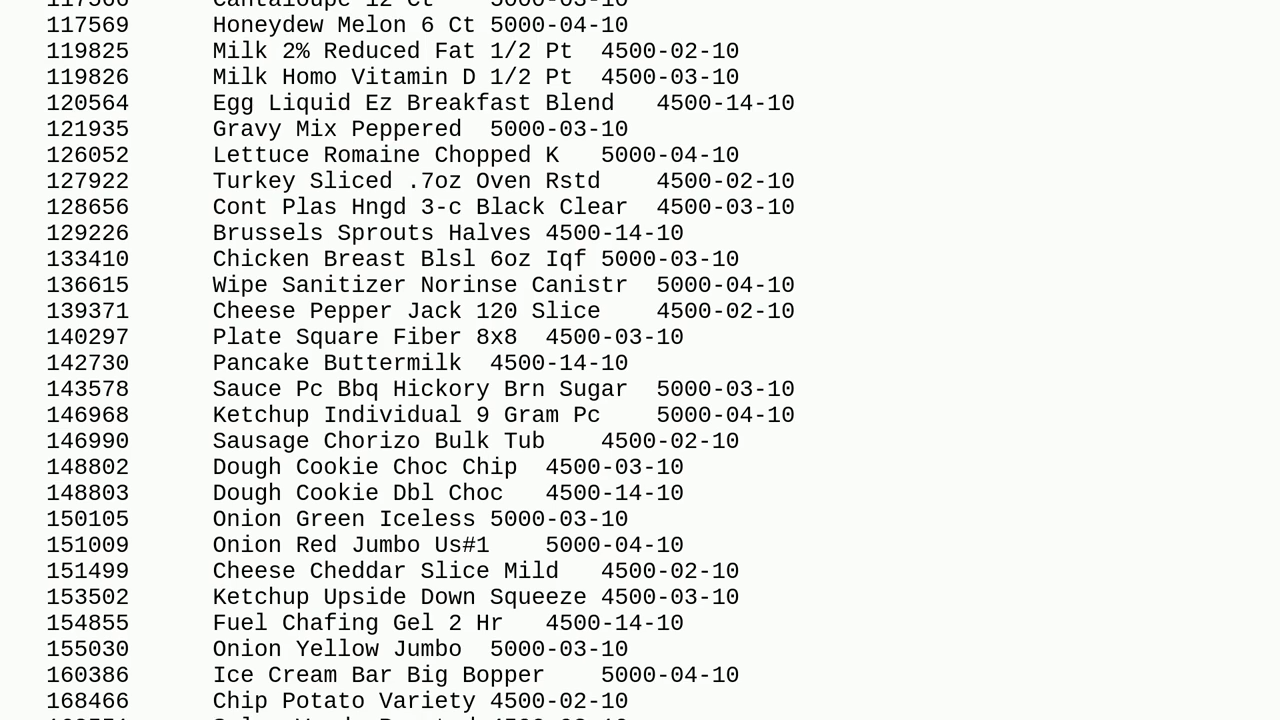 117569 Honeydew Melon 6 Ct 5000-04-10
119825 Milk 2% Reduced Fat 1/2 Pt 4500-02-10
119826 Milk Homo Vitamin D 1/2 Pt 4500-03-10
120564 Egg Liquid Ez Breakfast Blend 4500-14-10
121935 Gravy Mix Peppered 5000-03-10
126052 Lettuce Romaine Chopped K 5000-04-10
127922 Turkey Sliced .7oz Oven Rstd 4500-02-10
128656 Cont Plas Hngd 3-c Black Clear 4500-03-10
129226 Brussels Sprouts Halves 4500-14-10
133410 Chicken Breast Blsl 6oz Iqf 5000-03-10
136615 Wipe Sanitizer Norinse Canistr 5000-04-10
139371 Cheese Pepper Jack 120 Slice 4500-02-10
140297 Plate Square Fiber 8x8 4500-03-10
142730 Pancake Buttermilk 4500-14-10
143578 Sauce Pc Bbq Hickory Brn Sugar 5000-03-10
146968 Ketchup Individual 9 Gram Pc 5000-04-10
146990 Sausage Chorizo Bulk Tub 4500-02-10
148802 Dough Cookie Choc Chip 4500-03-10
148803 Dough Cookie Dbl Choc 4500-14-10
150105 Onion Green Iceless 5000-03-10
151009 Onion Red Jumbo Us#1 5000-04-10
151499 Cheese Cheddar Slice Mild 4500-02-10
153502 Ketchup Upside Down Squeeze 4500-03-10
154855 Fuel Chafing Gel 2 Hr 4500-14-10
155030 Onion Yellow Jumbo 5000-03-10
160386 Ice Cream Bar Big Bopper 5000-04-10
168466 Chip Potato Variety 4500-02-10